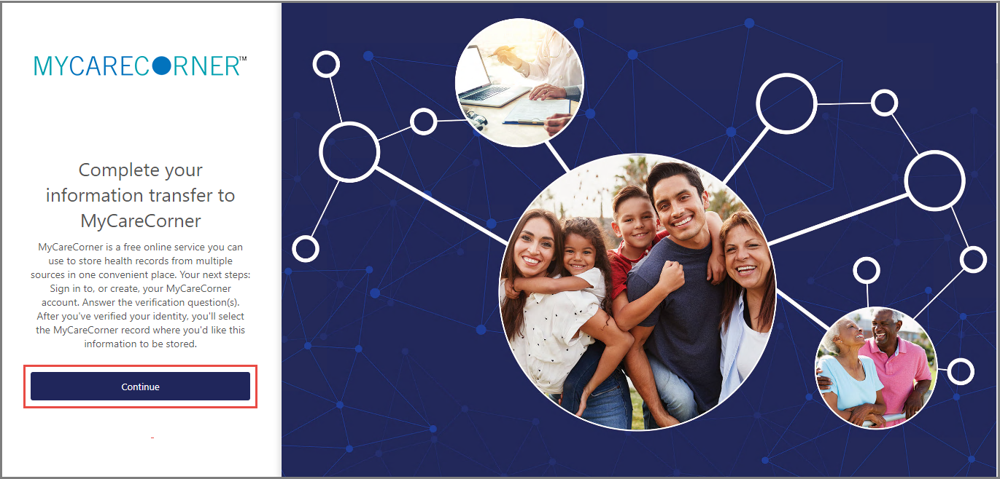 MYCARECORNER™
Complete your
information transfer to
MyCareCorner
MyCareCorner is a free online service you can
use to store health records from multiple
sources in one convenient place. Your next steps:
Sign in to, or create, your MyCareCorner
account. Answer the verification question(s).
After you've verified your identity, you'll select
the MyCareCorner record where you'd like this
information to be stored.
Continue
-